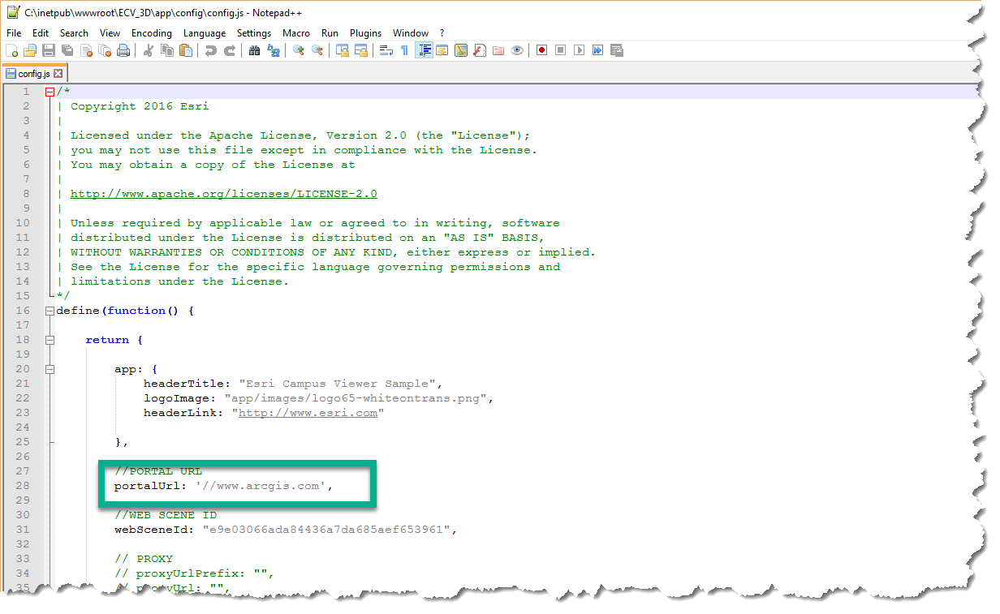 C:\inetpub\wwwroot\ECV_3D\app\config\config.js - Notepad++
File Edit Search View Encoding Language Settings Macro Run Plugins Window ?
config.js
1 /*
2 | Copyright 2016 Esri
3 |
4 | Licensed under the Apache License, Version 2.0 (the "License");
5 | you may not use this file except in compliance with the License.
6 | You may obtain a copy of the License at
7 |
8 | http://www.apache.org/licenses/LICENSE-2.0
9 |
10 | Unless required by applicable law or agreed to in writing, software
11 | distributed under the License is distributed on an "AS IS" BASIS,
12 | WITHOUT WARRANTIES OR CONDITIONS OF ANY KIND, either express or implied.
13 | See the License for the specific language governing permissions and
14 | limitations under the License.
15 */
16 define(function() {
17
18 return {
19
20 app: {
21 headerTitle: "Esri Campus Viewer Sample",
22 logoImage: "app/images/logo65-whiteontrans.png",
23 headerLink: "http://www.esri.com"
24
25 },
26
27 //PORTAL URL
28 portalUrl: '//www.arcgis.com',
29
30 //WEB SCENE ID
31 webSceneId: "e9e03066ada84436a7da685aef653961",
32
33 // PROXY
34 // proxyUrlPrefix: "",
35 // proxyUrl: "",